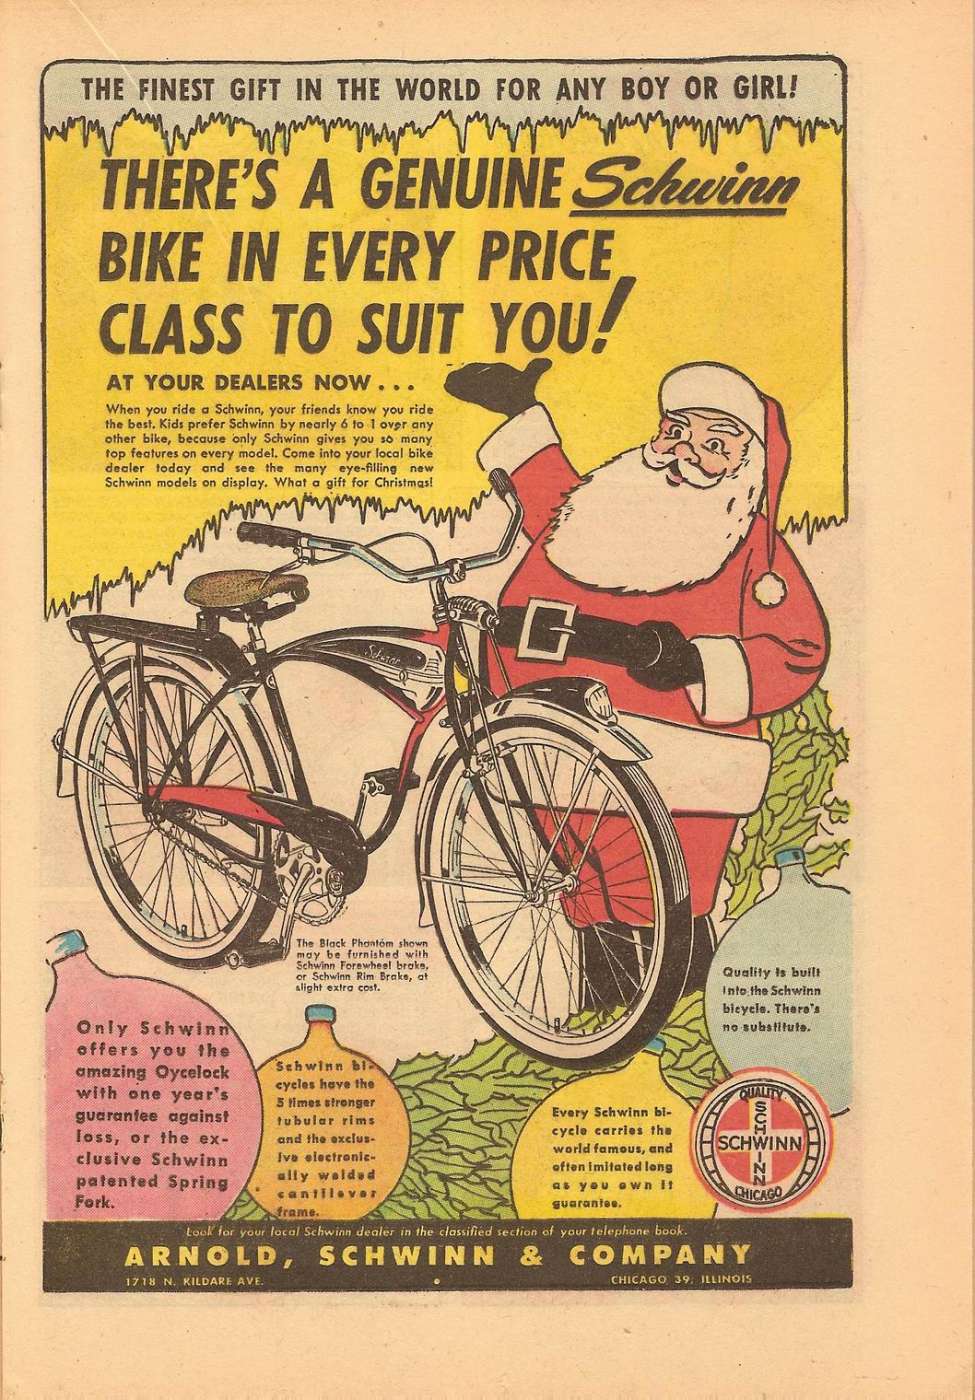 THE FINEST GIFT IN THE WORLD FOR ANY BOY OR GIRL!
THERE'S A GENUINE Schwinn
BIKE IN EVERY PRICE
CLASS TO SUIT YOU!
AT YOUR DEALERS NOW...
When you ride a Schwinn, your friends know you ride
the best. Kids prefer Schwinn by nearly 6 to 1 over any
other bike, because only Schwinn gives you so many
top features on every model. Come into your local bike
dealer today and see the many eye-filling new
Schwinn models on display. What a gift for Christmas!
Schwinn
The Black Phantom shown
may be furnished with
Schwinn Forewheel brake,
or Schwinn Rim Brake, at
slight extra cost.
Only Schwinn
offers you the
amazing Oycelock
with one year's
guarantee against
loss, or the ex-
clusive Schwinn
patented Spring
Fork.
Schwinn bi-
cycles have the
5 times stronger
tubular rims
and the exclus-
ive electronic-
ally welded
cantilever
frame.
Every Schwinn bi-
cycle carries the
world famous, and
often imitated long
as you own it
guarantee.
Quality is built
into the Schwinn
bicycle. There's
no substitute.
QUALITY
SCHWINN
SCHWINN
CHICAGO
Look for your local Schwinn dealer in the classified section of your telephone book.
ARNOLD, SCHWINN & COMPANY
1718 N. KILDARE AVE. • CHICAGO 39, ILLINOIS